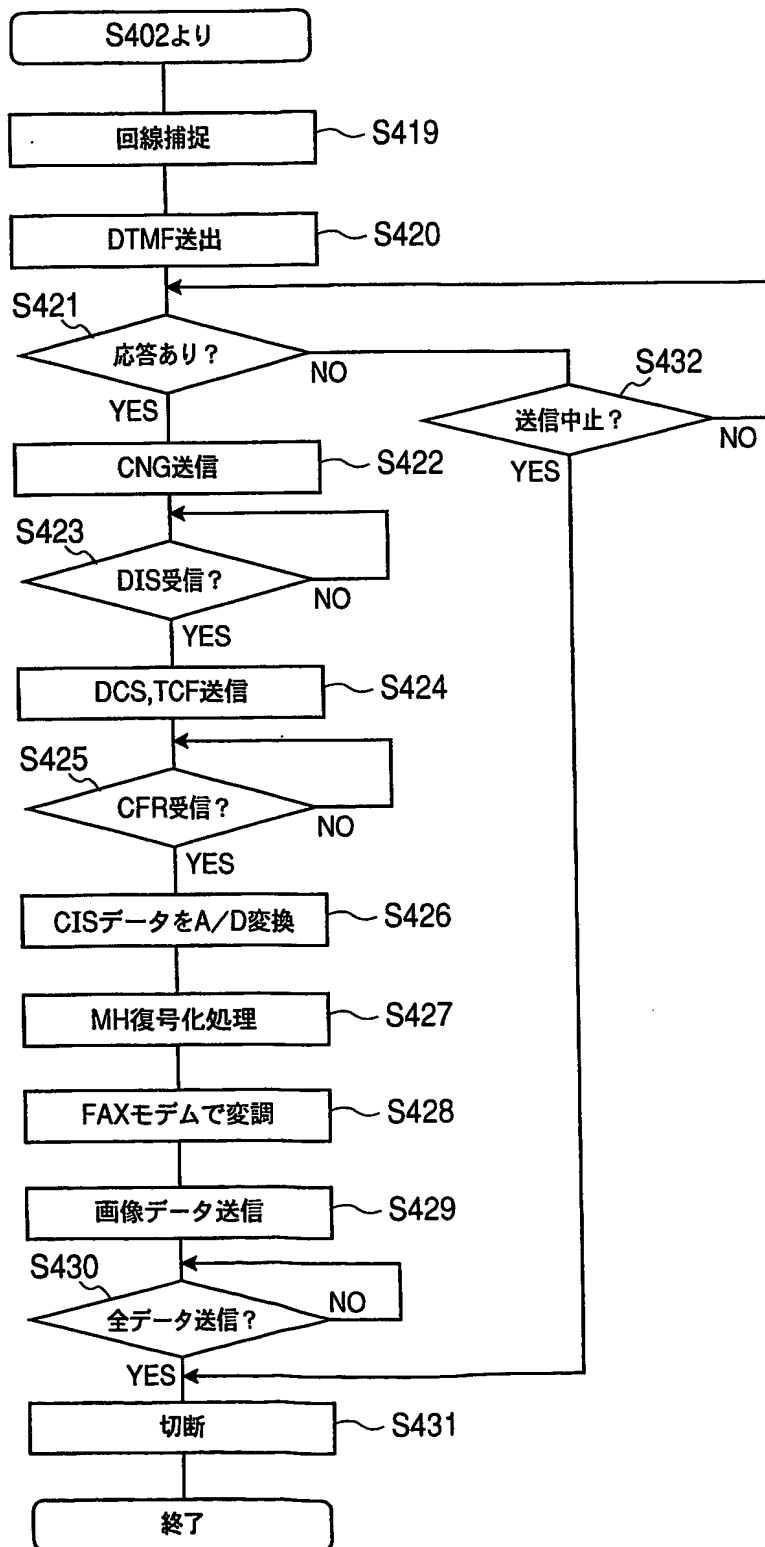 S402より
回線捕捉
S419
DTMF送出
S420
S421
応答あり？
NO
YES
S432
送信中止？
NO
YES
CNG送信
S422
S423
DIS受信？
NO
YES
DCS,TCF送信
S424
S425
CFR受信？
NO
YES
CISデータをA／D変換
S426
MH復号化処理
S427
FAXモデムで変調
S428
画像データ送信
S429
S430
全データ送信？
NO
YES
切断
S431
終了